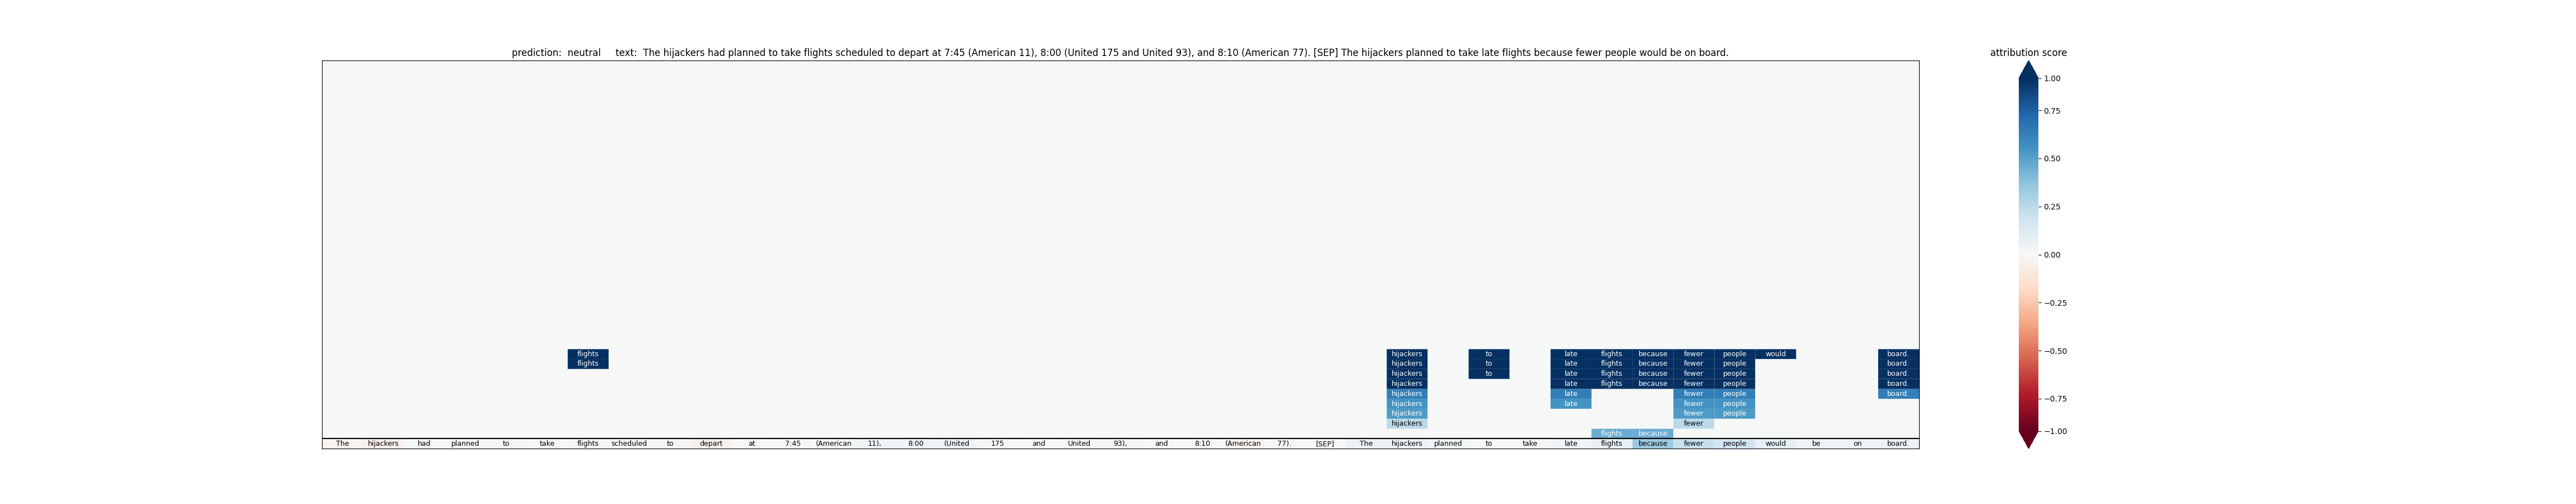 prediction:  neutral    text:  The hijackers had planned to take flights scheduled to depart at 7:45 (American 11), 8:00 (United 175 and United 93), and 8:10 (American 77). [SEP] The hijackers planned to take late flights because fewer people would be on board.
attribution score
1.00
0.75
0.50
0.25
0.00
−0.25
−0.50
−0.75
−1.00
flights hijackers to late flights because fewer people would board.
flights hijackers to late flights because fewer people board.
hijackers to late flights because fewer people board.
hijackers late flights because fewer people board.
hijackers late fewer people board.
hijackers late fewer people
hijackers fewer people
hijackers fewer
flights because
The hijackers had planned to take flights scheduled to depart at 7:45 (American 11), 8:00 (United 175 and United 93), and 8:10 (American 77). [SEP] The hijackers planned to take late flights because fewer people would be on board.